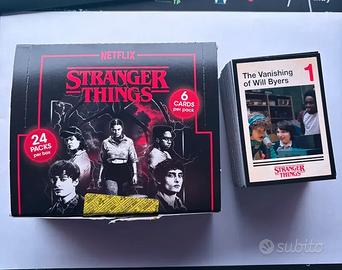 NETFLIX
STRANGER
THINGS
6
CARDS
per pack
24
PACKS
per box
The Vanishing
of Will Byers
1
STRANGER
THINGS
subito